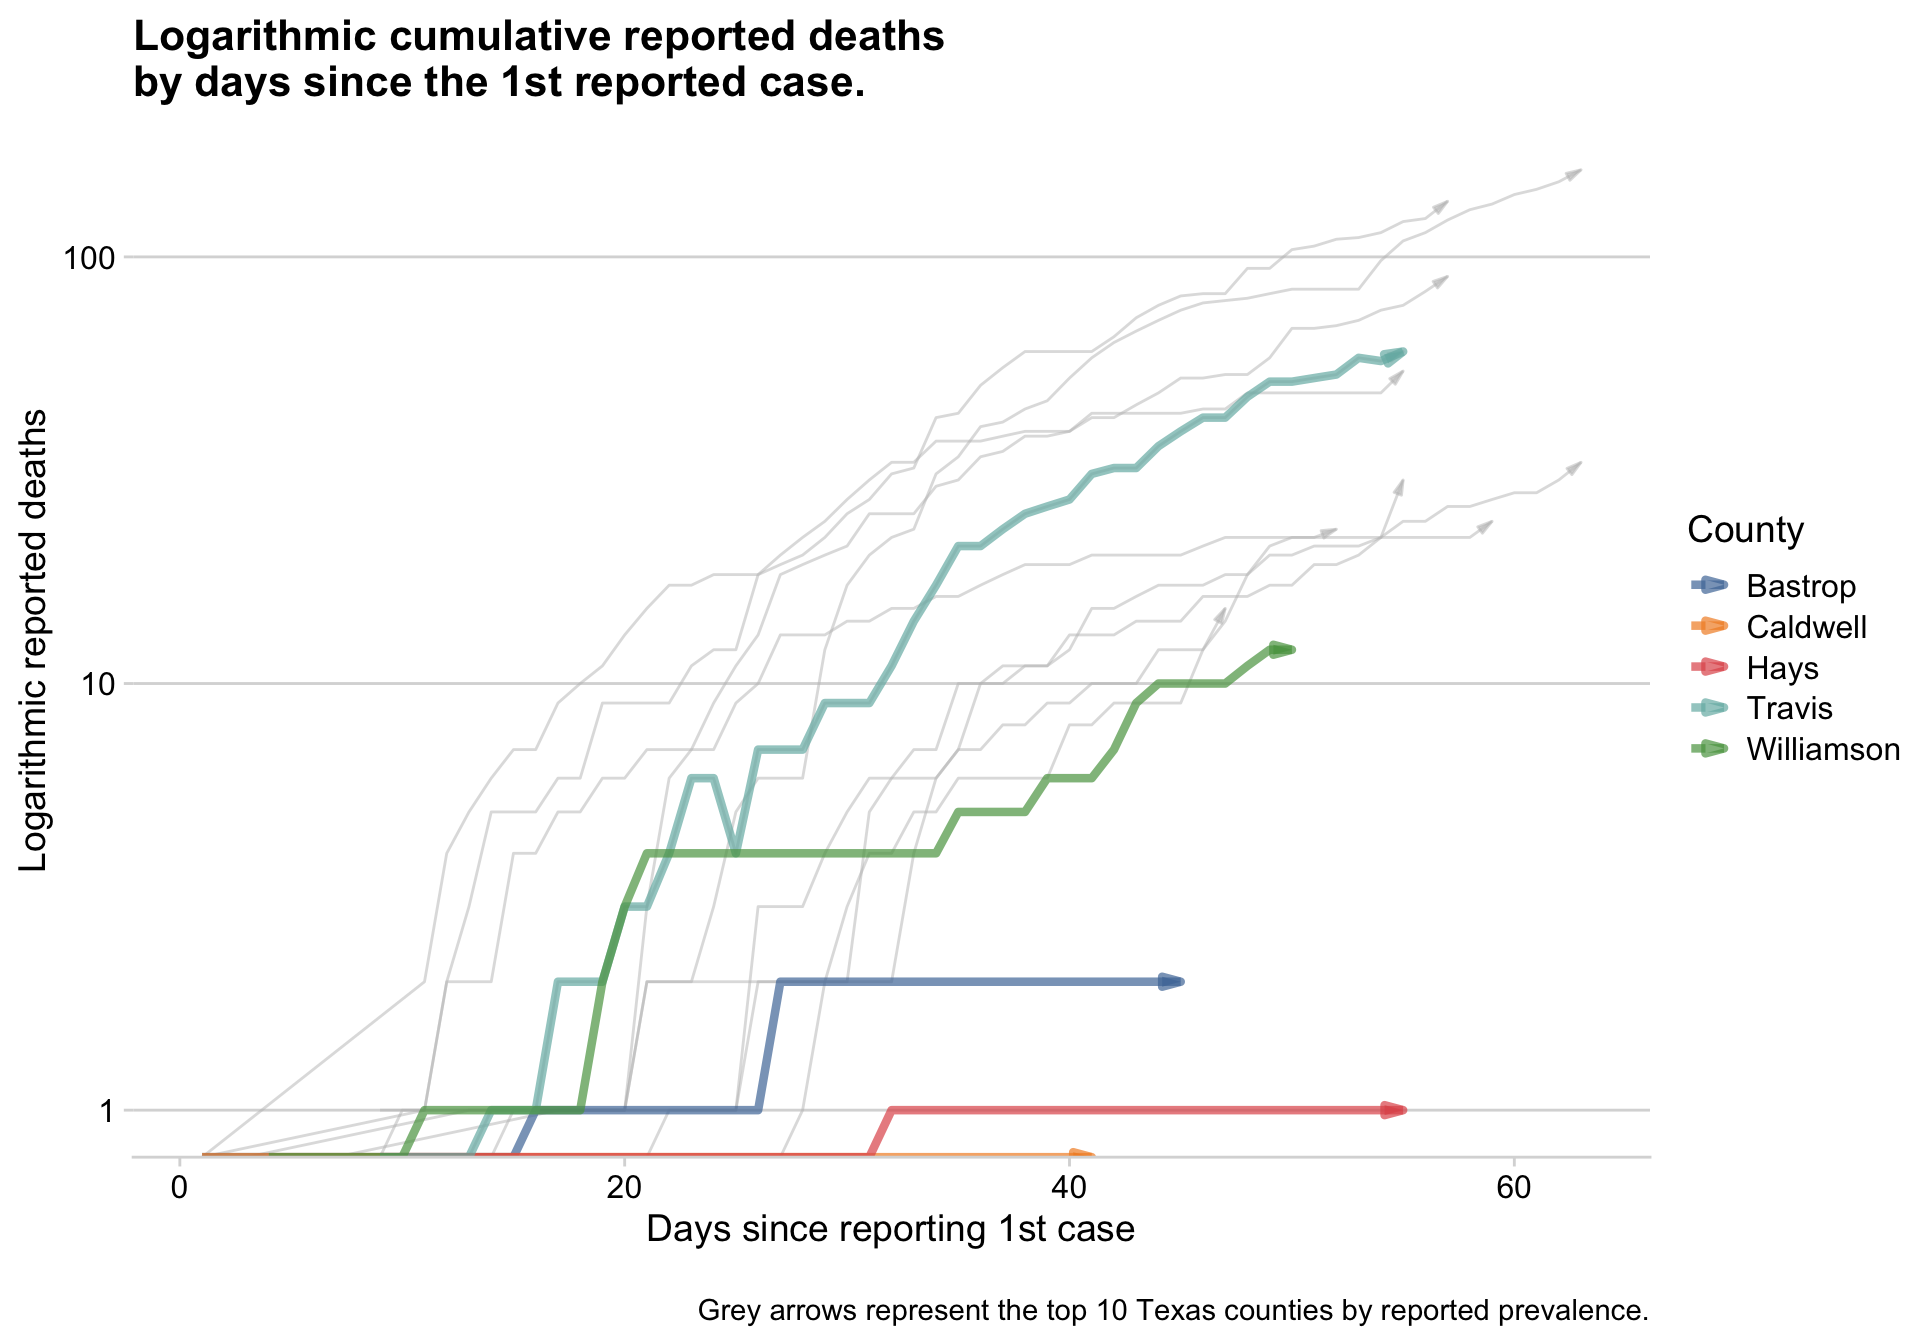 Logarithmic cumulative reported deaths
by days since the 1st reported case.
Logarithmic reported deaths
100
10
1
0
20
40
60
Days since reporting 1st case
County
Bastrop
Caldwell
Hays
Travis
Williamson
Grey arrows represent the top 10 Texas counties by reported prevalence.